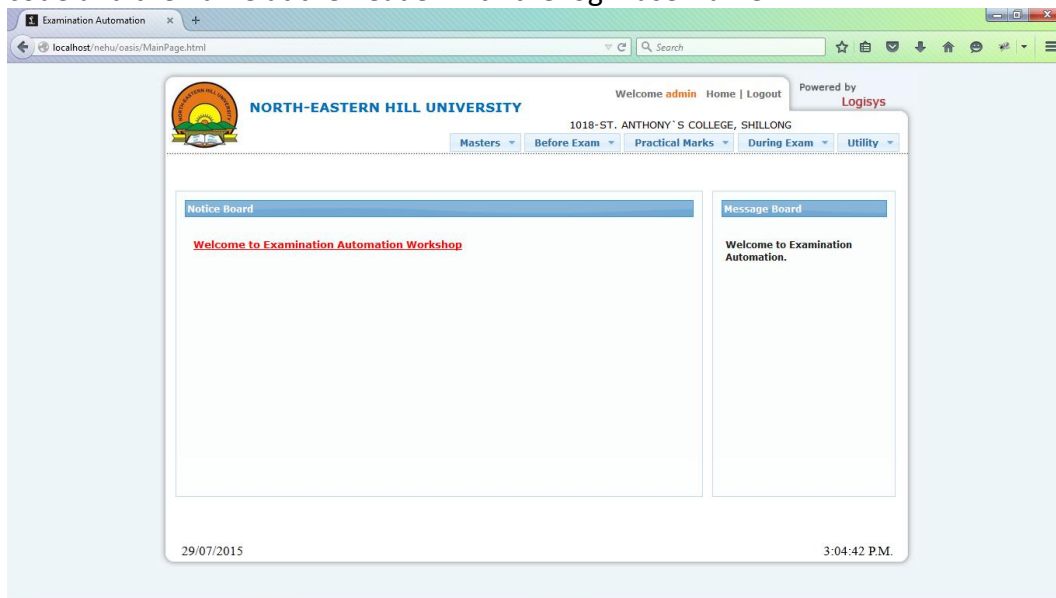 Examination Automation
localhost/nehu/oasis/MainPage.html
Search
NORTH-EASTERN HILL UNIVERSITY
Welcome admin Home | Logout
Powered by
Logisys
1018-ST. ANTHONY`S COLLEGE, SHILLONG
Masters Before Exam Practical Marks During Exam Utility
Notice Board
Welcome to Examination Automation Workshop
Message Board
Welcome to Examination
Automation.
29/07/2015
3:04:42 P.M.